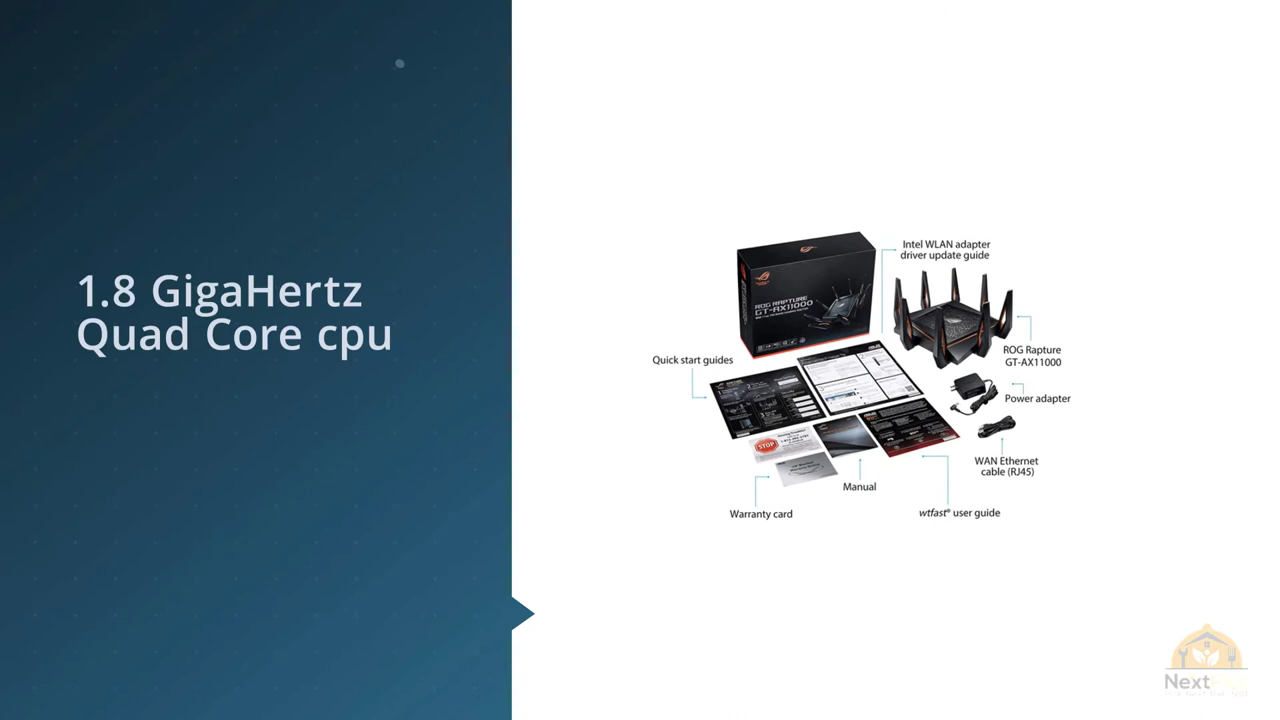 1.8 GigaHertz
Quad Core cpu
Intel WLAN adapter
driver update guide
ROG RAPTURE
GT-AX11000
Quick start guides
ROG Rapture
GT-AX11000
Power adapter
STOP
WAN Ethernet
cable (RJ45)
Manual
Warranty card
wtfast® user guide
Next